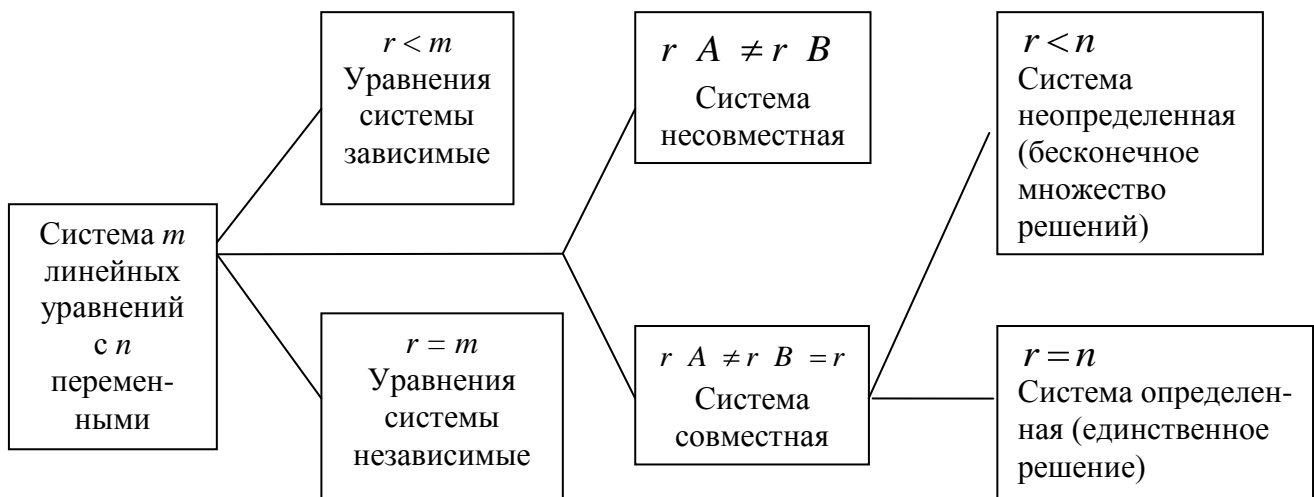 Система m
линейных
уравнений
с n
перемен-
ными
r < m
Уравнения
системы
зависимые
r = m
Уравнения
системы
независимые
r A ≠ r B
Система
несовместная
r A ≠ r B = r
Система
совместная
r < n
Система
неопределенная
(бесконечное
множество
решений)
r = n
Система определен-
ная (единственное
решение)